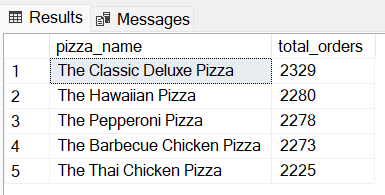 Results Messages
pizza_name total_orders
1 The Classic Deluxe Pizza 2329
2 The Hawaiian Pizza 2280
3 The Pepperoni Pizza 2278
4 The Barbecue Chicken Pizza 2273
5 The Thai Chicken Pizza 2225